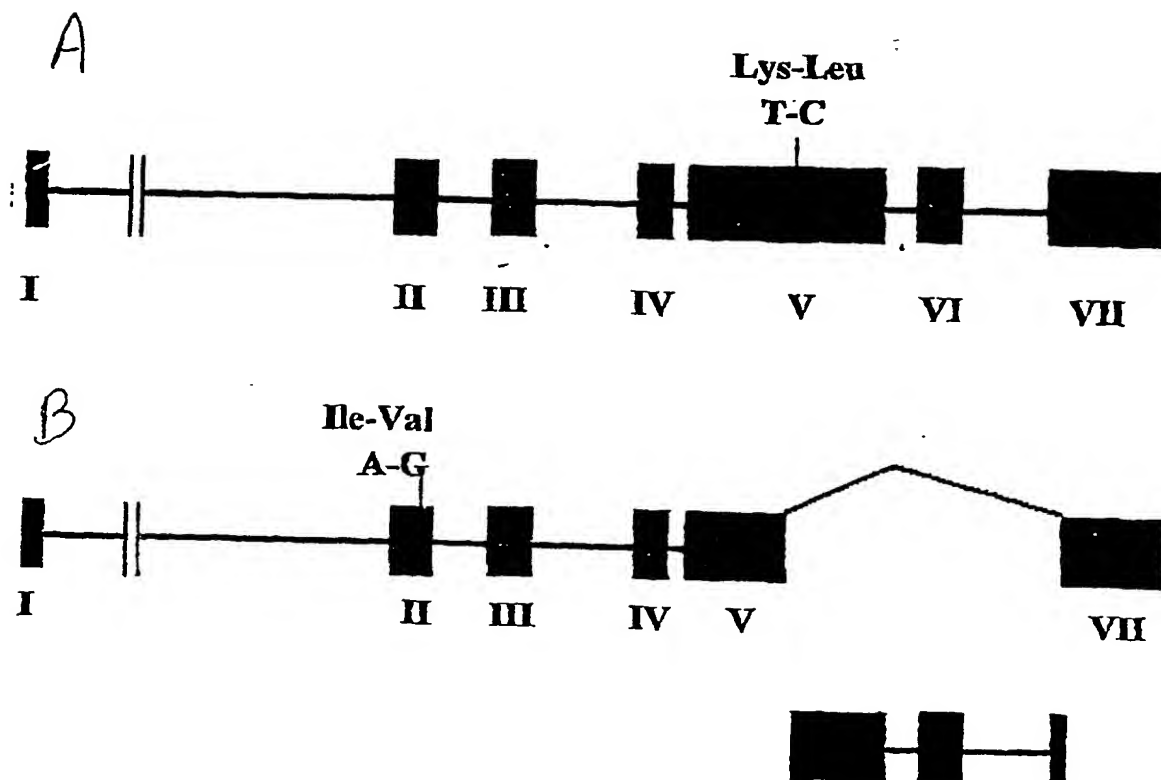 A
Lys-Leu
T-C
I II III IV V VI VII
B
Ile-Val
A-G
I II III IV V VII